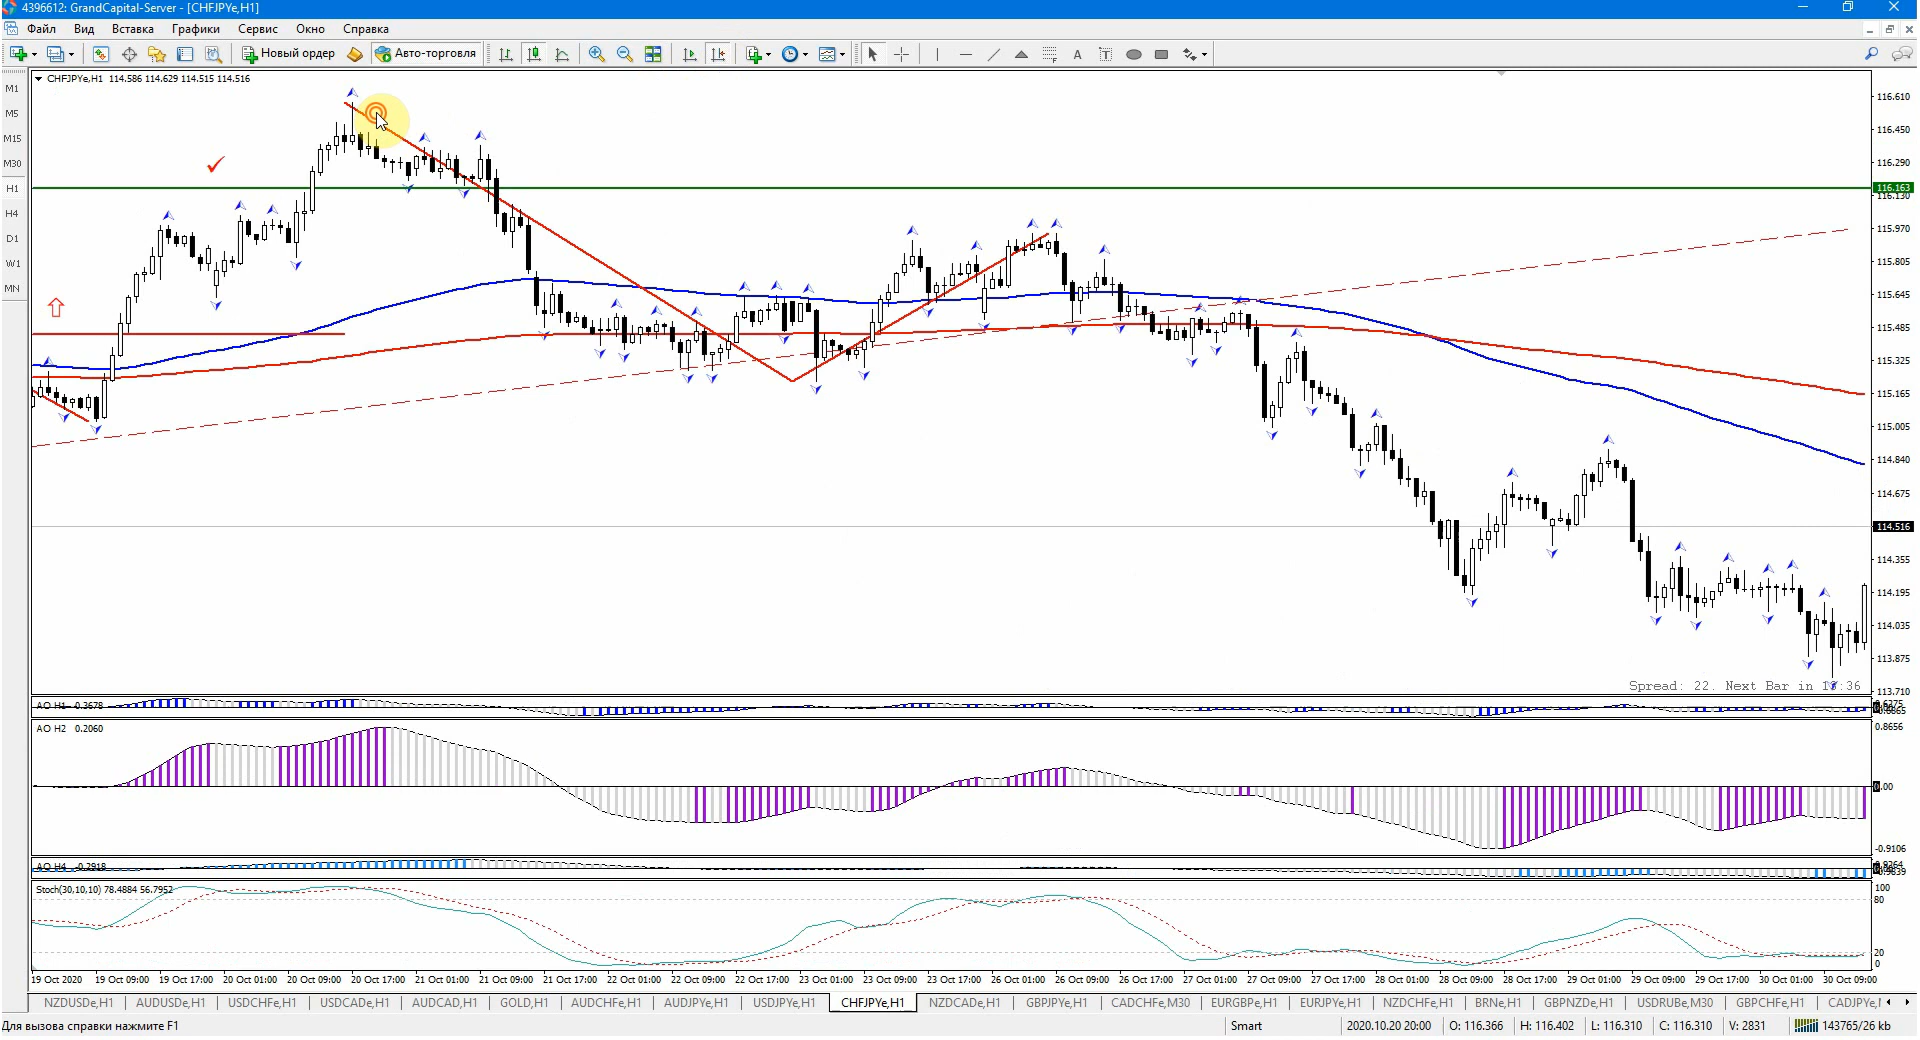 4396612: GrandCapital-Server - [CHFJPYe,H1]
Файл Вид Вставка Графики Сервис Окно Справка
Новый ордер Авто-торговля
M1
M5
M15
M30
H1
H4
D1
W1
MN
CHFJPYe,H1 114.586 114.629 114.515 114.516
116.610
116.450
116.290
116.163
116.130
115.970
115.805
115.645
115.485
115.325
115.165
115.005
114.840
114.675
114.516
114.355
114.195
114.035
113.875
113.710
Spread: 22. Next Bar in
AO H1 -0.3678
AO H2 0.2060
0.8656
0.00
-0.9106
AO H4 -0.2918
Stoch(30,10,10) 78.4884 56.7952
100
80
20
0
19 Oct 2020 19 Oct 09:00 19 Oct 17:00 20 Oct 01:00 20 Oct 09:00 20 Oct 17:00 21 Oct 01:00 21 Oct 09:00 21 Oct 17:00 22 Oct 01:00 22 Oct 09:00 22 Oct 17:00 23 Oct 01:00 23 Oct 09:00 23 Oct 17:00 26 Oct 01:00 26 Oct 09:00 26 Oct 17:00 27 Oct 01:00 27 Oct 09:00 27 Oct 17:00 28 Oct 01:00 28 Oct 09:00 28 Oct 17:00 29 Oct 01:00 29 Oct 09:00 29 Oct 17:00 30 Oct 01:00 30 Oct 09:00
NZDUSDe,H1 AUDUSDe,H1 USDCHFe,H1 USDCADe,H1 AUDCAD,H1 GOLD,H1 AUDCHFe,H1 AUDJPYe,H1 USDJPYe,H1 CHFJPYe,H1 NZDCADe,H1 GBPJPYe,H1 CADCHFe,M30 EURGBPe,H1 EURJPYe,H1 NZDCHFe,H1 BRNe,H1 GBPNZDe,H1 USDRUBe,M30 GBPCHFe,H1 CADJPYe,
Для вызова справки нажмите F1 Smart 2020.10.20 20:00 O: 116.366 H: 116.402 L: 116.310 C: 116.310 V: 2831 143765/26 kb